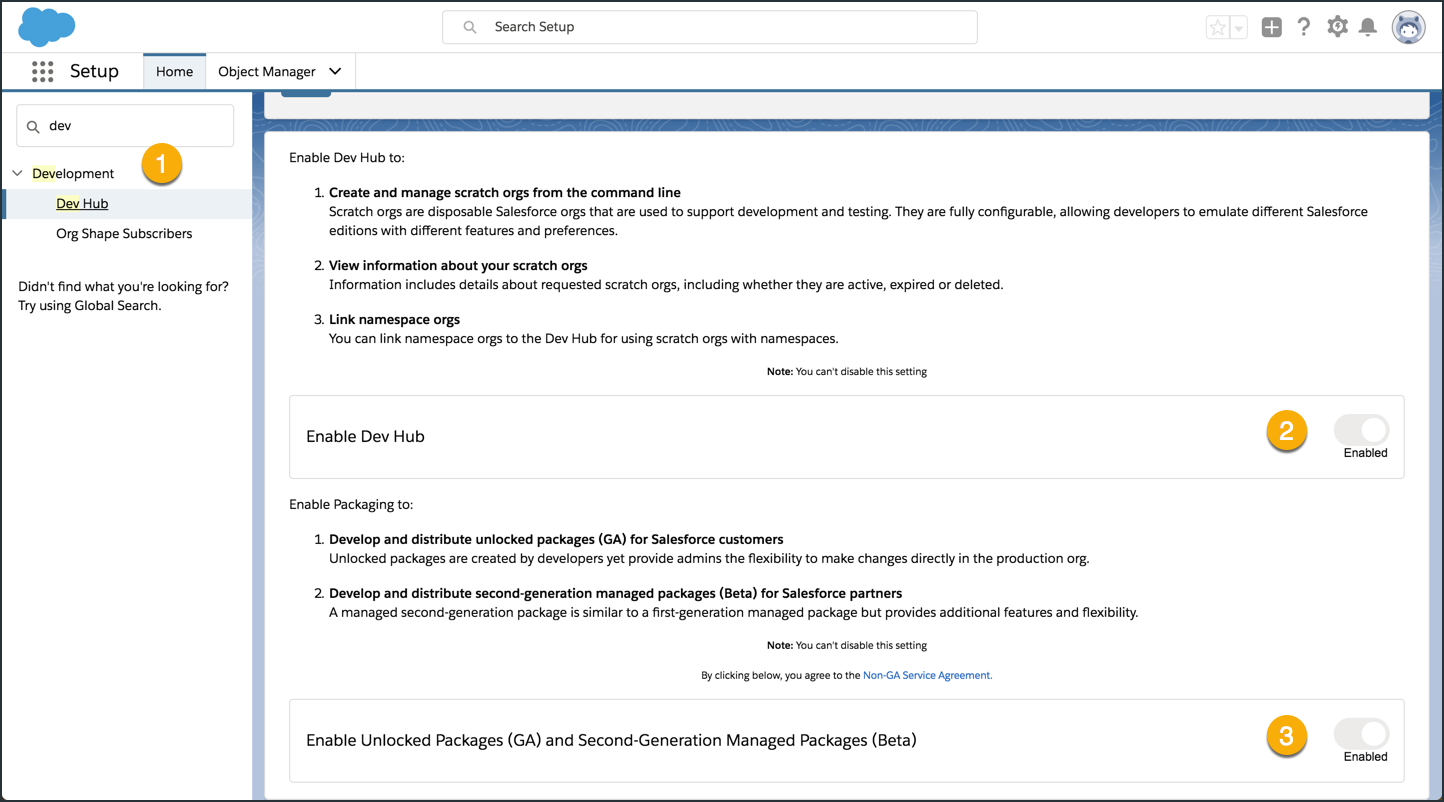 Search Setup
Setup
Home
Object Manager
dev
1
Development
Dev Hub
Org Shape Subscribers
Didn't find what you're looking for?
Try using Global Search.
Enable Dev Hub to:
1. Create and manage scratch orgs from the command line
Scratch orgs are disposable Salesforce orgs that are used to support development and testing. They are fully configurable, allowing developers to emulate different Salesforce
editions with different features and preferences.
2. View information about your scratch orgs
Information includes details about requested scratch orgs, including whether they are active, expired or deleted.
3. Link namespace orgs
You can link namespace orgs to the Dev Hub for using scratch orgs with namespaces.
Note: You can't disable this setting
Enable Dev Hub
2
Enabled
Enable Packaging to:
1. Develop and distribute unlocked packages (GA) for Salesforce customers
Unlocked packages are created by developers yet provide admins the flexibility to make changes directly in the production org.
2. Develop and distribute second-generation managed packages (Beta) for Salesforce partners
A managed second-generation package is similar to a first-generation managed package but provides additional features and flexibility.
Note: You can't disable this setting
By clicking below, you agree to the Non-GA Service Agreement.
Enable Unlocked Packages (GA) and Second-Generation Managed Packages (Beta)
3
Enabled